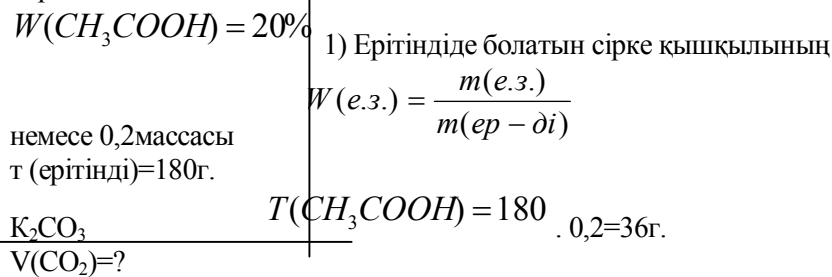 W(CH₃COOH) = 20%
1) Ерітіндіде болатын сірке қышқылының
W(е.з.) = m(е.з.) / m(ер – ді)
немесе 0,2массасы
т (ерітінді)=180г.
T(CH₃COOH) = 180 . 0,2=36г.
K₂CO₃
V(CO₂)=?